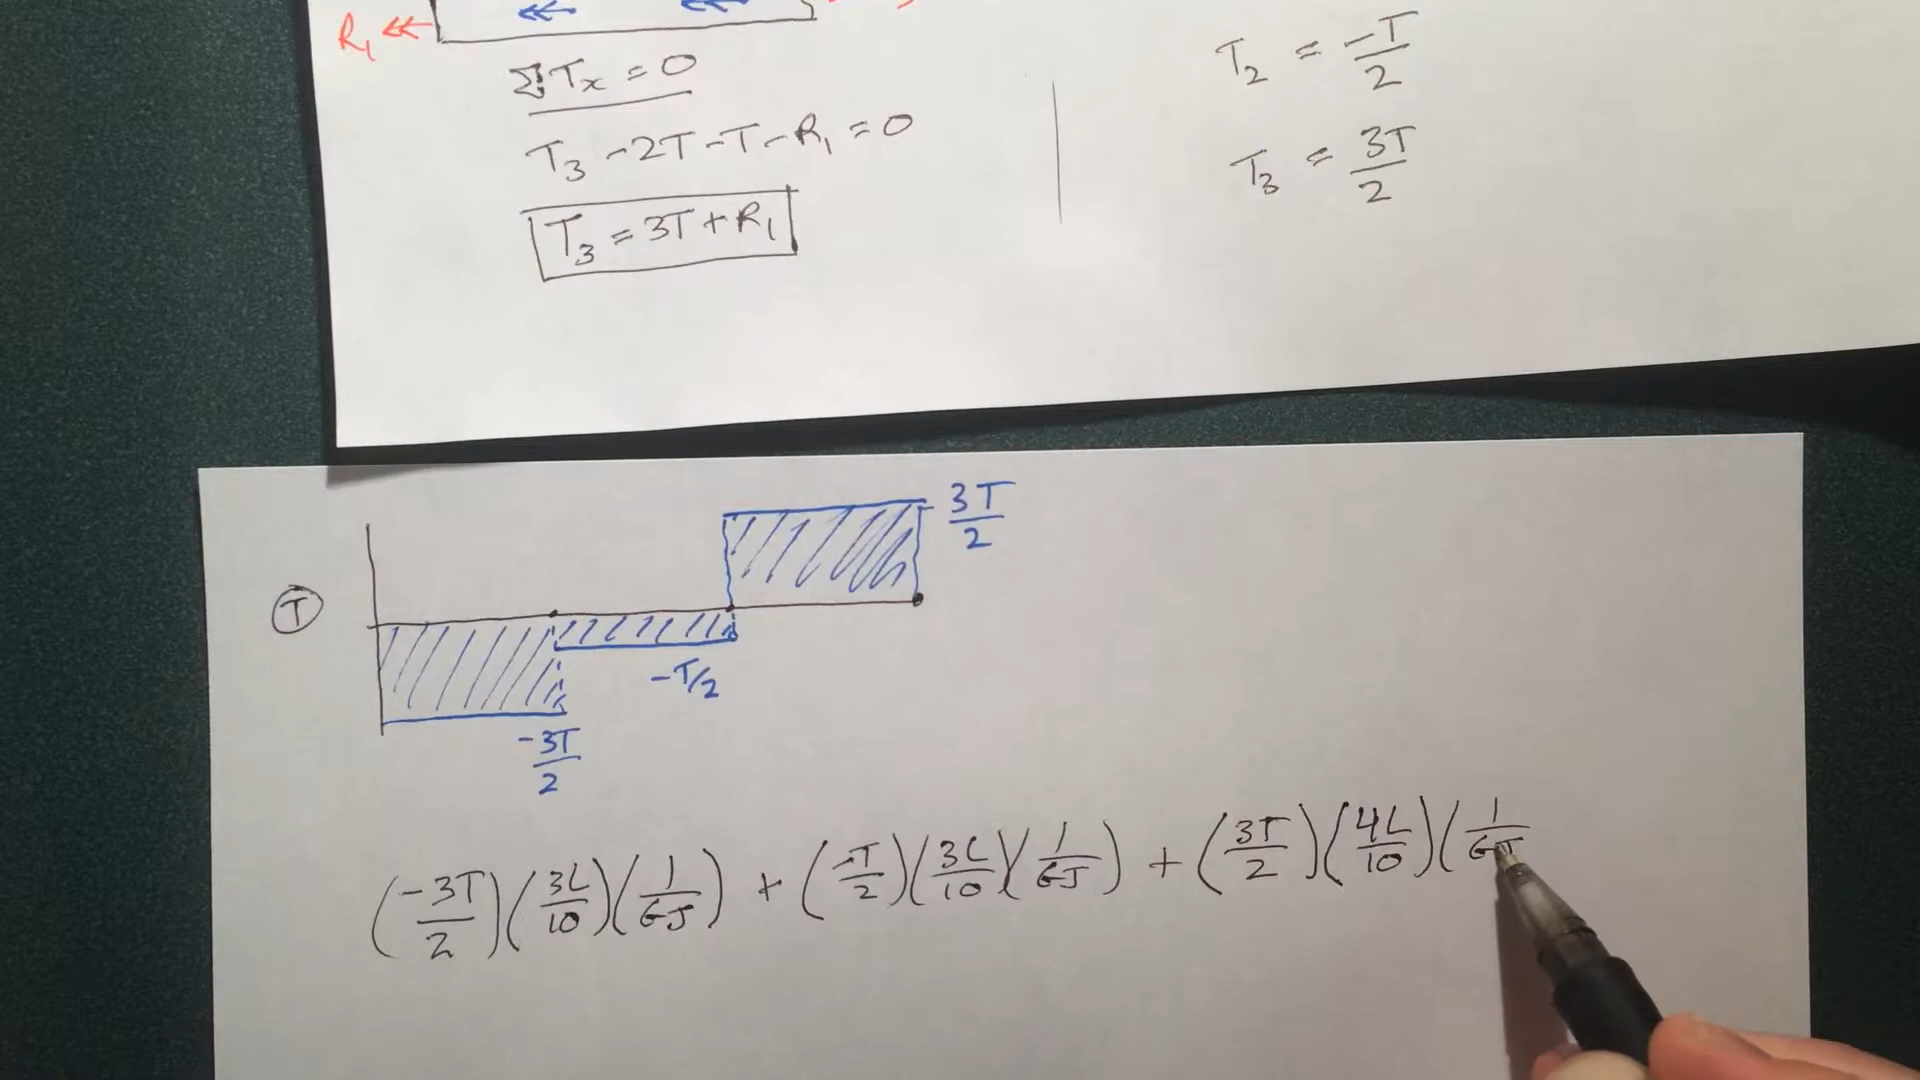 R₁
ΣTₓ = 0
T₃ - 2T - T - R₁ = 0
T₃ = 3T + R₁
T₂ = -T/2
T₃ = 3T/2
3T/2
T
-T/2
-3T/2
(-3T/2)(3L/10)(1/GJ) + (-T/2)(3L/10)(1/GJ) + (3T/2)(4L/10)(1/GJ